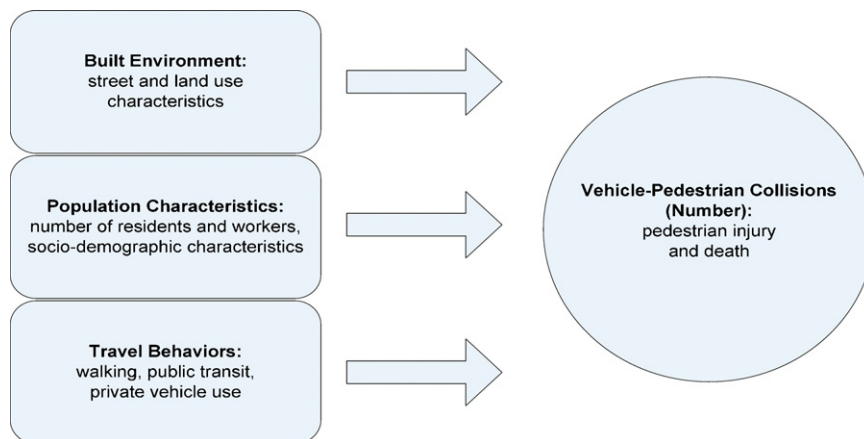 Built Environment:
street and land use
characteristics
Population Characteristics:
number of residents and workers,
socio-demographic characteristics
Travel Behaviors:
walking, public transit,
private vehicle use
Vehicle-Pedestrian Collisions
(Number):
pedestrian injury
and death